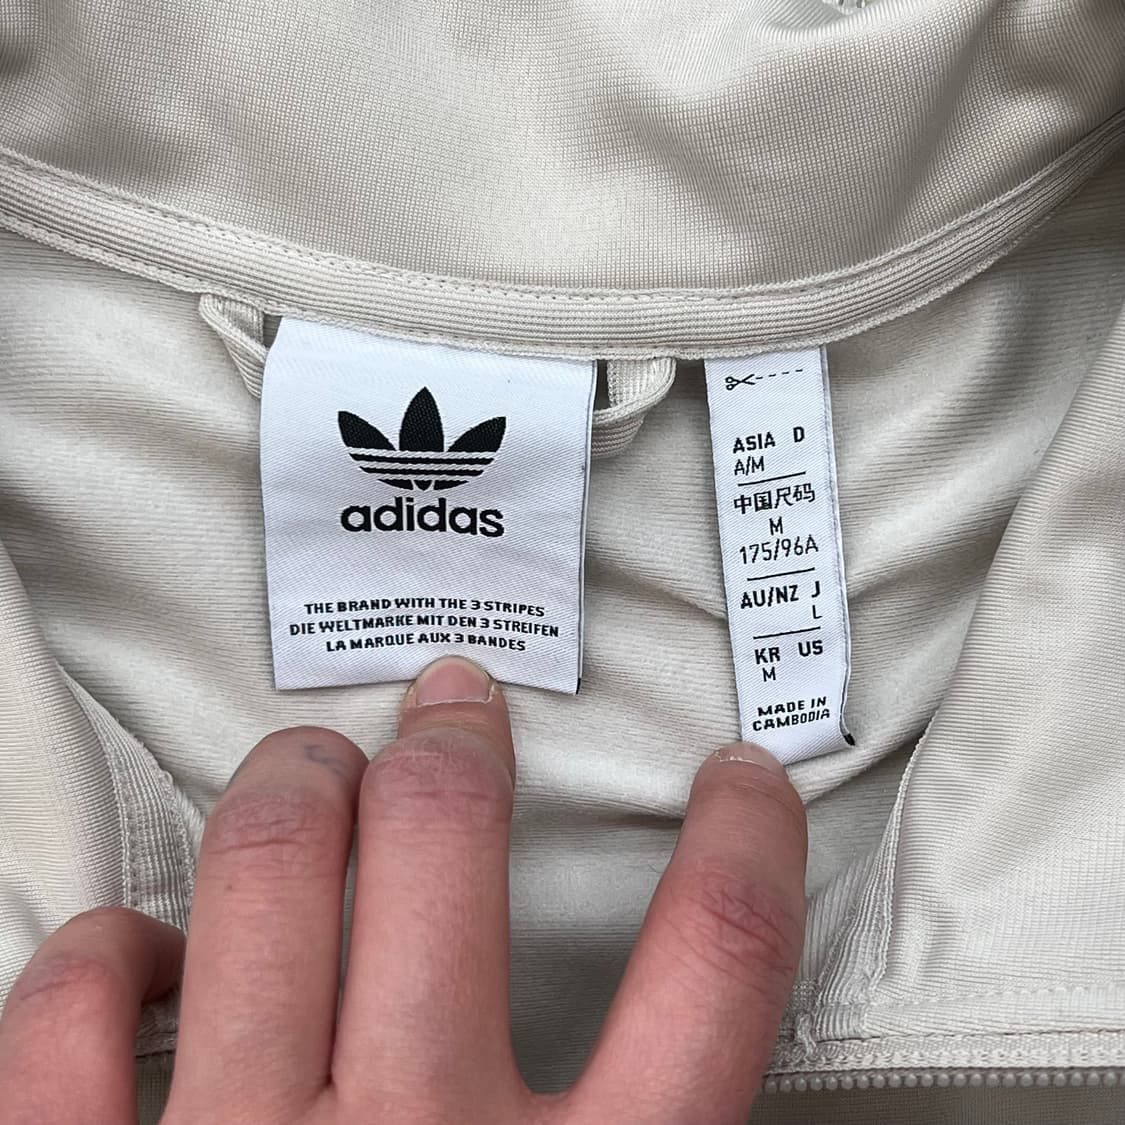 adidas
THE BRAND WITH THE 3 STRIPES
DIE WELTMARKE MIT DEN 3 STREIFEN
LA MARQUE AUX 3 BANDES
ASIA D
A/M
中国尺码
M
175/96A
AU/NZ J
L
KR US
M
MADE IN
CAMBODIA